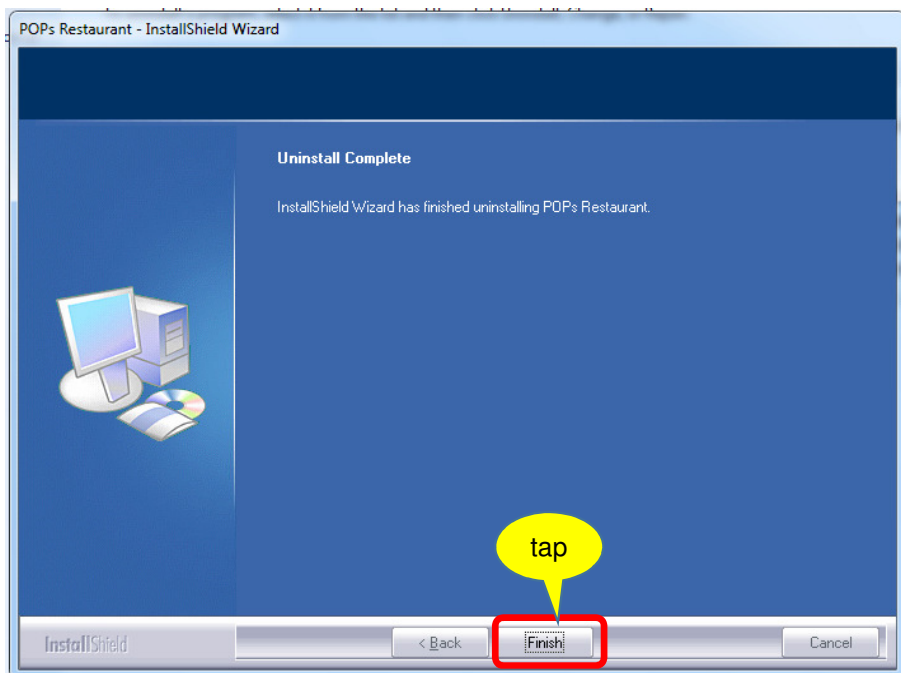 POPs Restaurant - InstallShield Wizard
Uninstall Complete
InstallShield Wizard has finished uninstalling POPs Restaurant.
tap
InstallShield
< Back
Finish
Cancel